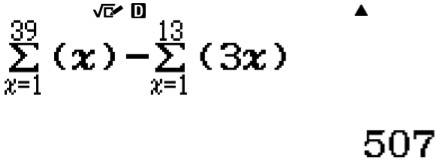 √□/ D ▲
39 13
∑ (x) − ∑ (3x)
x=1 x=1
507